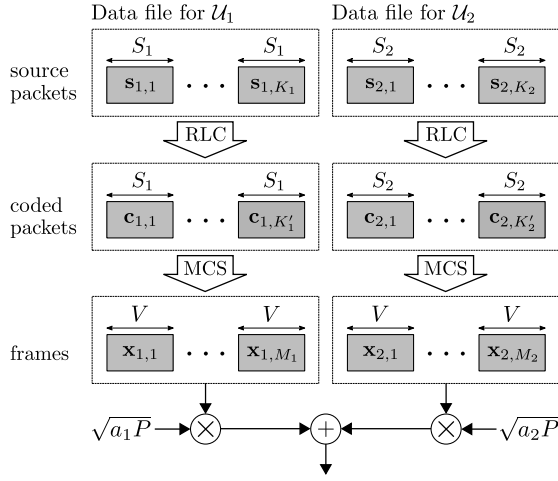 Data file for 𝒰₁ Data file for 𝒰₂
S₁ S₁ S₂ S₂
source packets
s₁,₁ · · · s₁,K₁ s₂,₁ · · · s₂,K₂
RLC RLC
S₁ S₁ S₂ S₂
coded packets
c₁,₁ · · · c₁,K′₁ c₂,₁ · · · c₂,K′₂
MCS MCS
V V V V
frames x₁,₁ · · · x₁,M₁ x₂,₁ · · · x₂,M₂
√a₁P × + × √a₂P